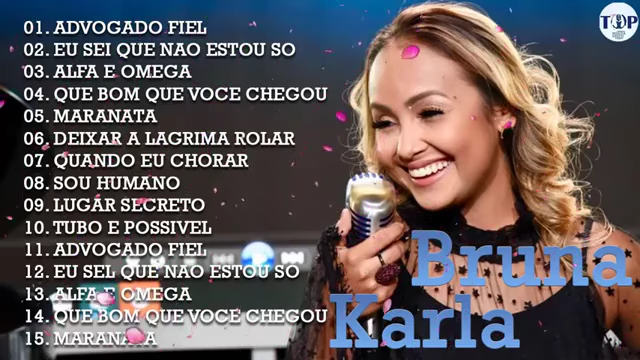 01. ADVOGADO FIEL
02. EU SEI QUE NAO ESTOU SO
03. ALFA E OMEGA
04. QUE BOM QUE VOCE CHEGOU
05. MARANATA
06. DEIXAR A LAGRIMA ROLAR
07. QUANDO EU CHORAR
08. SOU HUMANO
09. LUGAR SECRETO
10. TUBO E POSSIVEL
11. ADVOGADO FIEL
12. EU SEL QUE NAO ESTOU SO
13. ALFA E OMEGA
14. QUE BOM QUE VOCE CHEGOU
15. MARANATA
TOP
Bruna
Karla